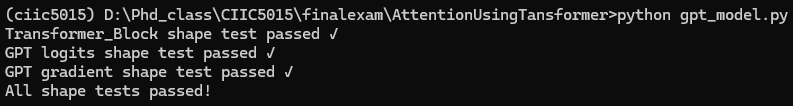 (ciic5015) D:\Phd_class\CIIC5015\finalexam\AttentionUsingTansformer>python gpt_model.py
Transformer_Block shape test passed ✓
GPT logits shape test passed ✓
GPT gradient shape test passed ✓
All shape tests passed!